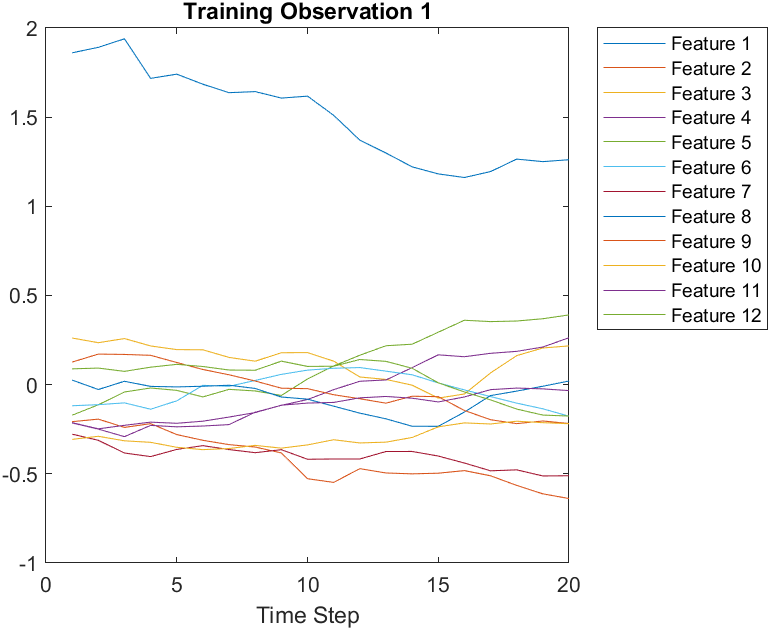 Training Observation 1
2
1.5
1
0.5
0
-0.5
-1
0
5
10
15
20
Time Step
Feature 1
Feature 2
Feature 3
Feature 4
Feature 5
Feature 6
Feature 7
Feature 8
Feature 9
Feature 10
Feature 11
Feature 12